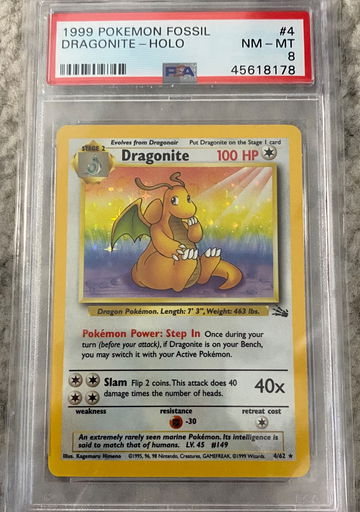 1999 POKEMON FOSSIL #4
DRAGONITE-HOLO NM-MT
8
PSA 45618178
Evolves from Dragonair Put Dragonite on the Stage 1 card
STAGE 2 Dragonite 100 HP
Dragon Pokémon. Length: 7' 3", Weight: 463 lbs.
Pokémon Power: Step In Once during your
turn (before your attack), if Dragonite is on your Bench,
you may switch it with your Active Pokémon.
Slam Flip 2 coins. This attack does 40
damage times the number of heads. 40x
weakness resistance retreat cost
-30
An extremely rarely seen marine Pokémon. Its intelligence is
said to match that of humans. LV. 45 #149
Illus. Kagemaru Himeno ©1995, 96, 98 Nintendo, Creatures, GAMEFREAK. ©1999 Wizards. 4/62 ★